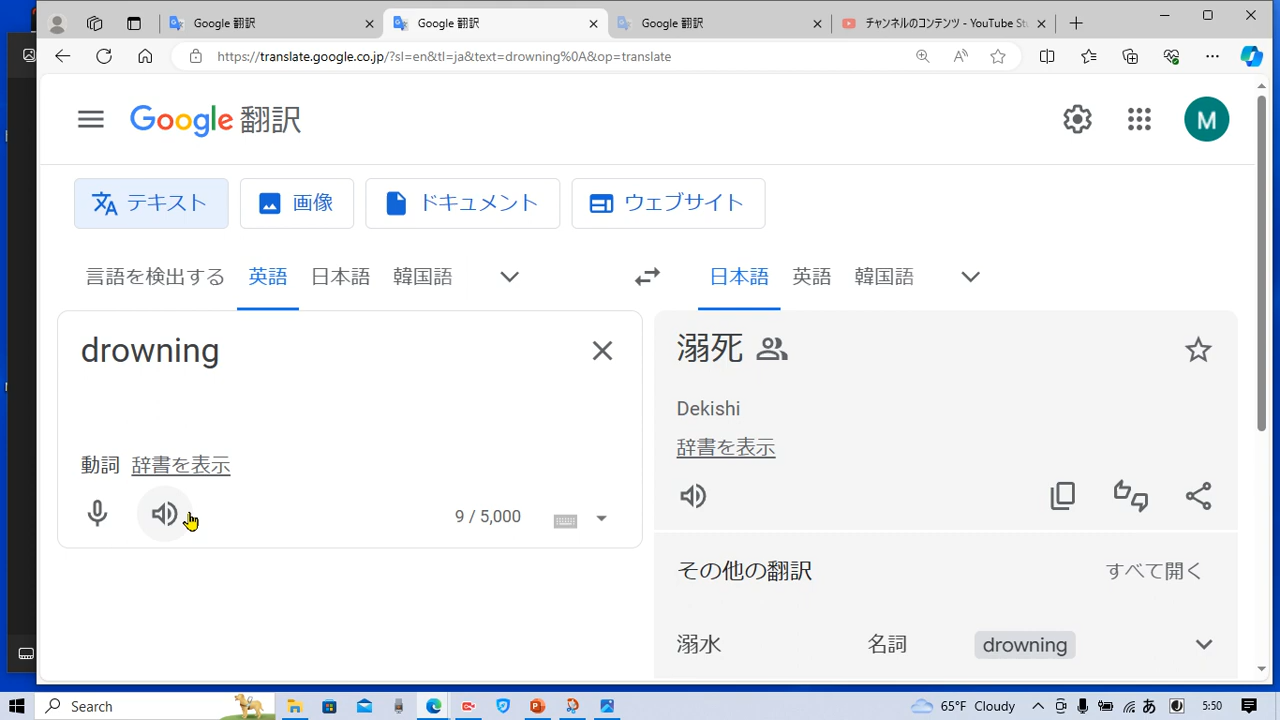 Google 翻訳
Google 翻訳
Google 翻訳
チャンネルのコンテンツ - YouTube Stu
https://translate.google.co.jp/?sl=en&tl=ja&text=drowning%0A&op=translate
Google 翻訳
M
テキスト 画像 ドキュメント ウェブサイト
言語を検出する 英語 日本語 韓国語
日本語 英語 韓国語
drowning
溺死
Dekishi
辞書を表示
動詞 辞書を表示
9 / 5,000
その他の翻訳 すべて開く
溺水 名詞 drowning
Search
65°F Cloudy
あ
5:50